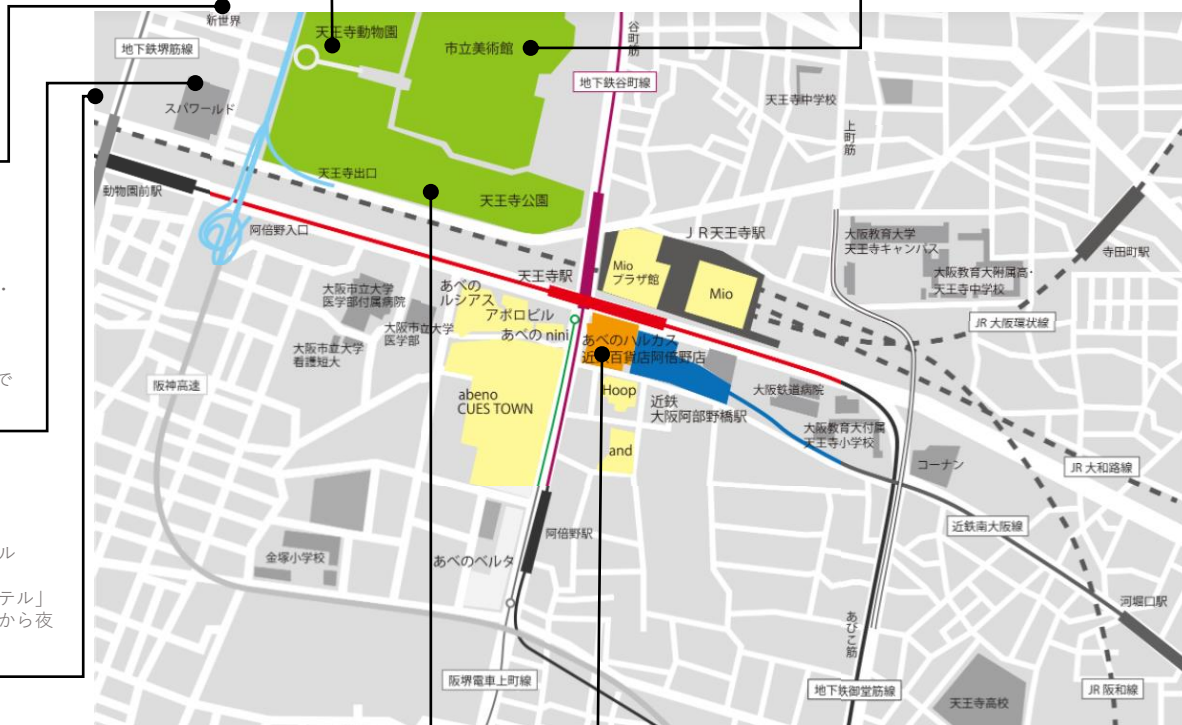 新世界
天王寺動物園
市立美術館
谷町筋
地下鉄堺筋線
地下鉄谷町線
スパワールド
天王寺中学校
上町筋
動物園前駅
天王寺出口
天王寺公園
阿倍野入口
ＪＲ天王寺駅
大阪教育大学
天王寺キャンパス
寺田町駅
天王寺駅
Mio
プラザ館
Mio
大阪教育大附属高・
天王寺中学校
大阪市立大学
医学部付属病院
あべの
ルシアス
アポロビル
大阪市立大学
医学部
あべの nini
JR 大阪環状線
大阪市立大学
看護短大
あべのハルカス
近鉄百貨店阿倍野店
・
で
阪神高速
abeno
CUES TOWN
Hoop
近鉄
大阪阿部野橋駅
大阪鉄道病院
大阪教育大付属
天王寺小学校
and
コーナン
JR 大和路線
近鉄南大阪線
阿倍野駅
金塚小学校
あべのベルタ
ル
テル」
から夜
河堀口駅
あびこ筋
阪堺電車上町線
地下鉄御堂筋線
天王寺高校
JR 阪和線